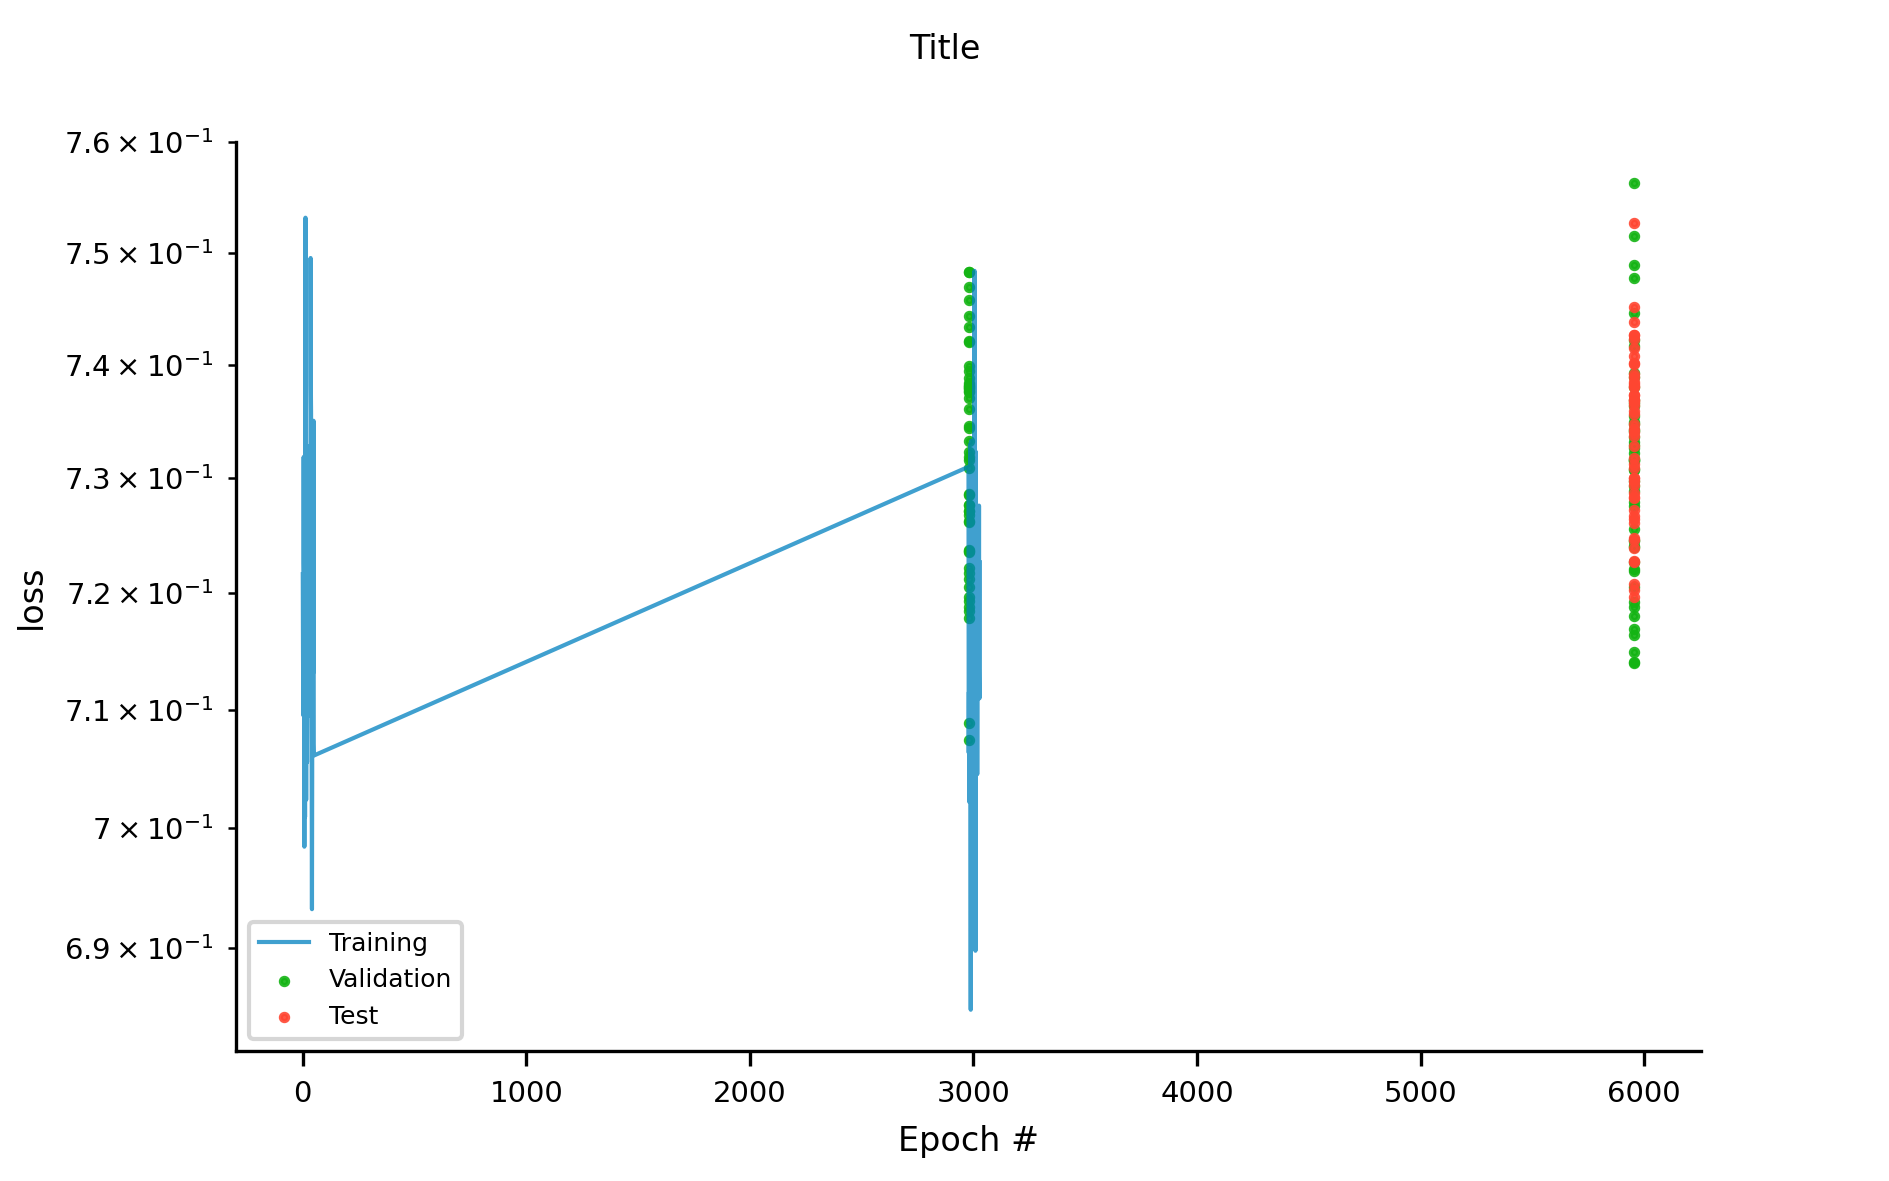 Title
7.6 × 10⁻¹
7.5 × 10⁻¹
7.4 × 10⁻¹
7.3 × 10⁻¹
7.2 × 10⁻¹
7.1 × 10⁻¹
7 × 10⁻¹
6.9 × 10⁻¹
loss
Training
Validation
Test
0 1000 2000 3000 4000 5000 6000
Epoch #